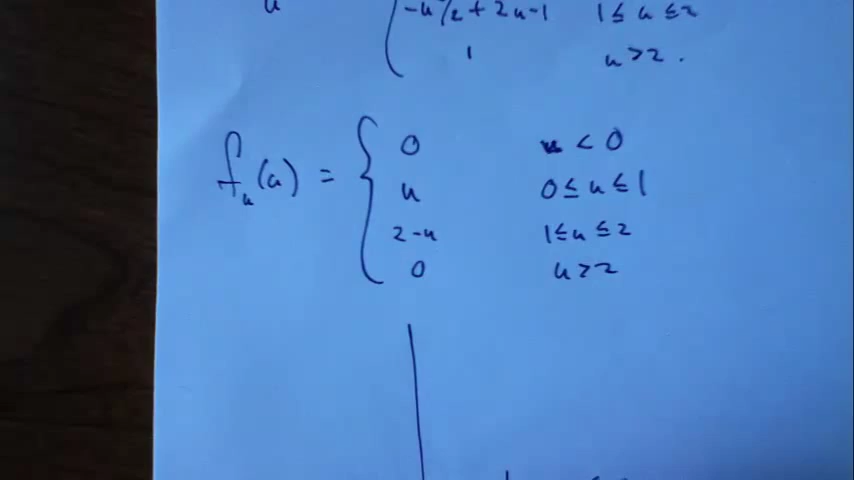 u -u²/2 + 2u-1 1 ≤ u ≤ 2
1 u > 2 .
f_u(u) = { 0 u < 0
u 0 ≤ u ≤ 1
2-u 1 ≤ u ≤ 2
0 u > 2